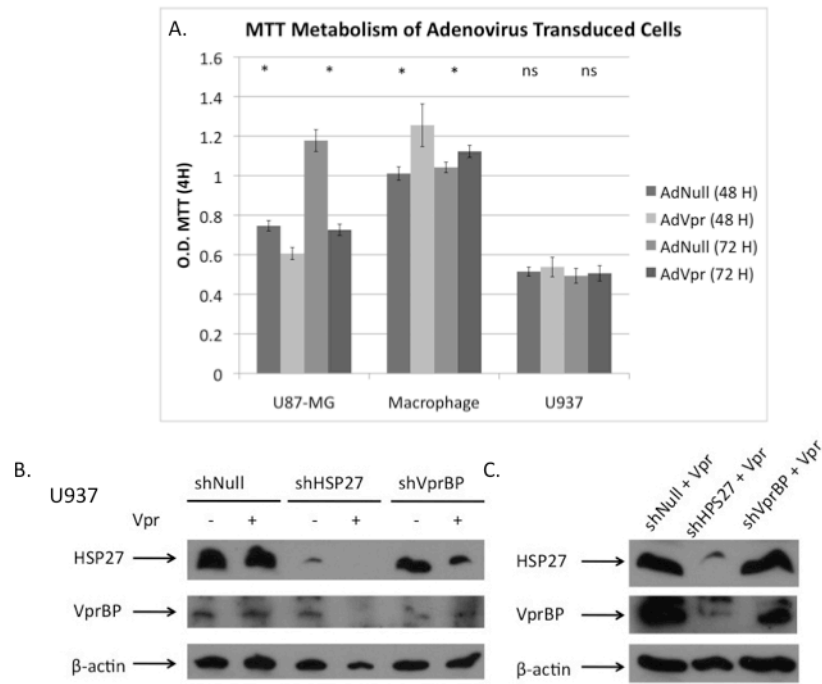 A.
MTT Metabolism of Adenovirus Transduced Cells
1.6
1.4
1.2
1
0.8
0.6
0.4
0.2
0
O.D. MTT (4H)
* * * * ns ns
U87-MG Macrophage U937
AdNull (48 H)
AdVpr (48 H)
AdNull (72 H)
AdVpr (72 H)
B.
U937
shNull shHSP27 shVprBP
Vpr - + - + - +
HSP27
VprBP
β-actin
C.
shNull + Vpr
shHPS27 + Vpr
shVprBP + Vpr
HSP27
VprBP
β-actin